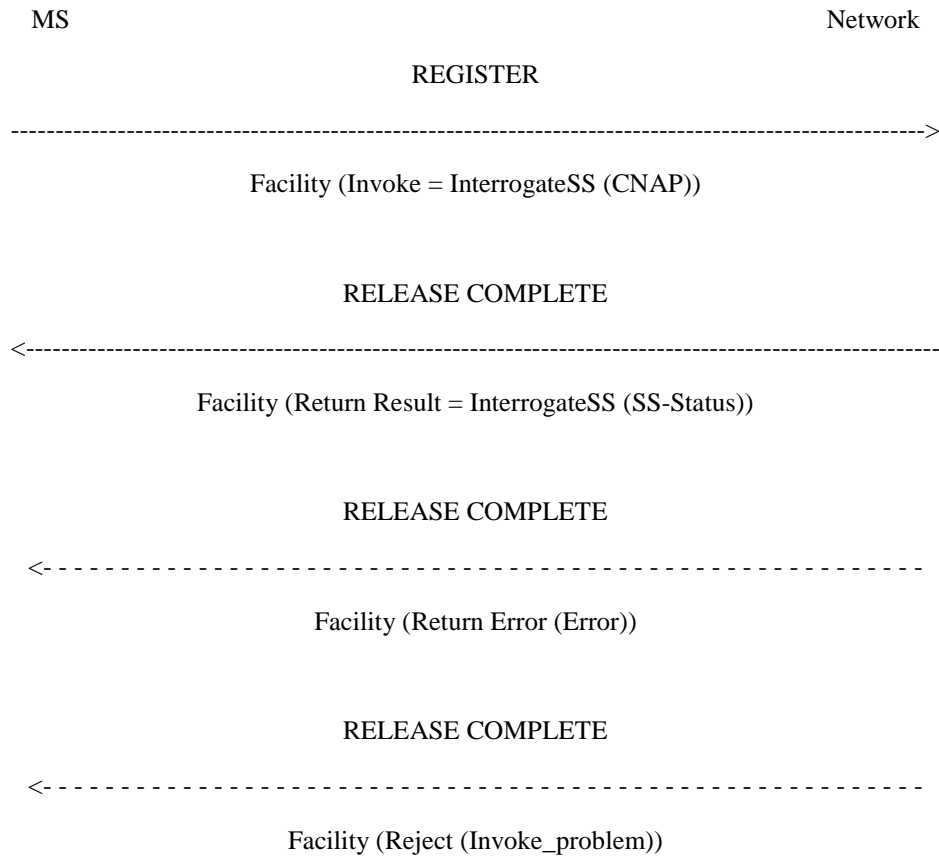 MS Network
REGISTER
------------------------------------------------------------------------------------------------------->
Facility (Invoke = InterrogateSS (CNAP))
RELEASE COMPLETE
<-------------------------------------------------------------------------------------------------------
Facility (Return Result = InterrogateSS (SS-Status))
RELEASE COMPLETE
<- - - - - - - - - - - - - - - - - - - - - - - - - - - - - - - - - - - - - - - - - - - - - - - - - - - - - - - - - -
Facility (Return Error (Error))
RELEASE COMPLETE
<- - - - - - - - - - - - - - - - - - - - - - - - - - - - - - - - - - - - - - - - - - - - - - - - - - - - - - - - - -
Facility (Reject (Invoke_problem))